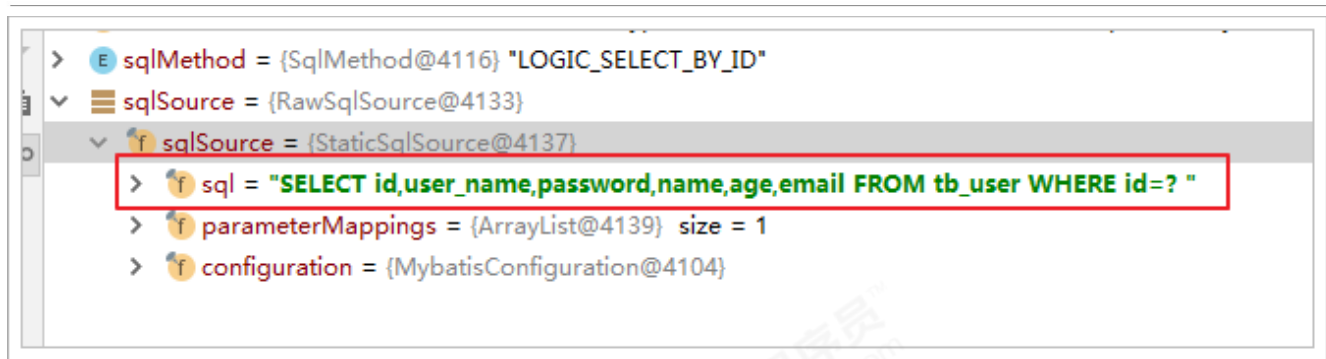 E sqlMethod = {SqlMethod@4116} "LOGIC_SELECT_BY_ID"
sqlSource = {RawSqlSource@4133}
f sqlSource = {StaticSqlSource@4137}
f sql = "SELECT id,user_name,password,name,age,email FROM tb_user WHERE id=? "
f parameterMappings = {ArrayList@4139} size = 1
f configuration = {MybatisConfiguration@4104}